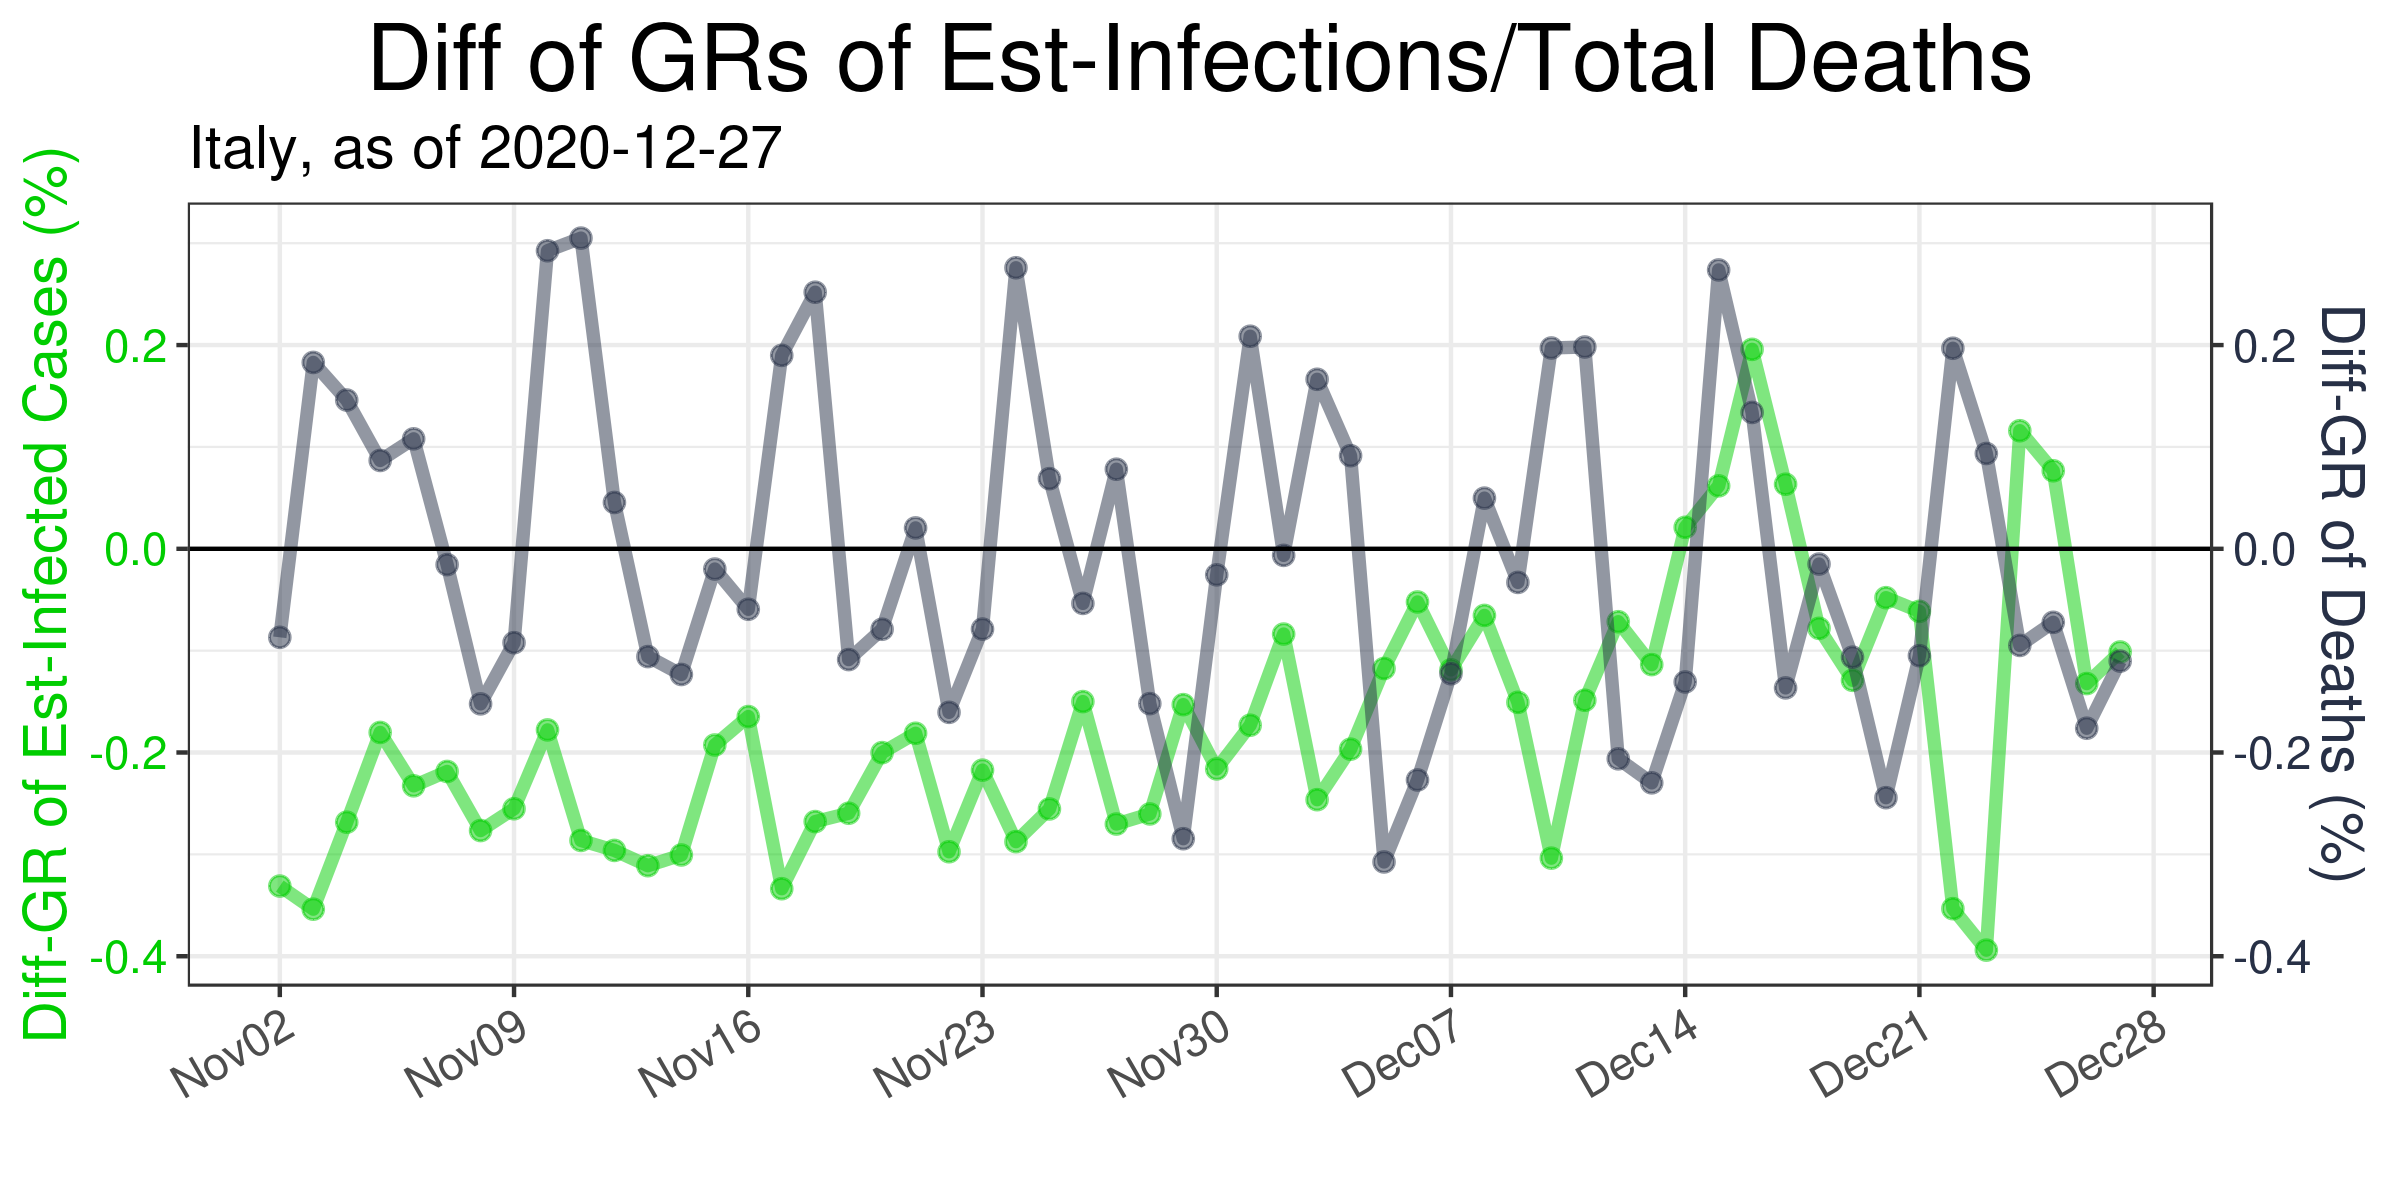 Diff of GRs of Est-Infections/Total Deaths
Italy, as of 2020-12-27
Diff-GR of Est-Infected Cases (%)
0.2
0.0
-0.2
-0.4
0.2
0.0
-0.2
-0.4
Diff-GR of Deaths (%)
Nov02
Nov09
Nov16
Nov23
Nov30
Dec07
Dec14
Dec21
Dec28